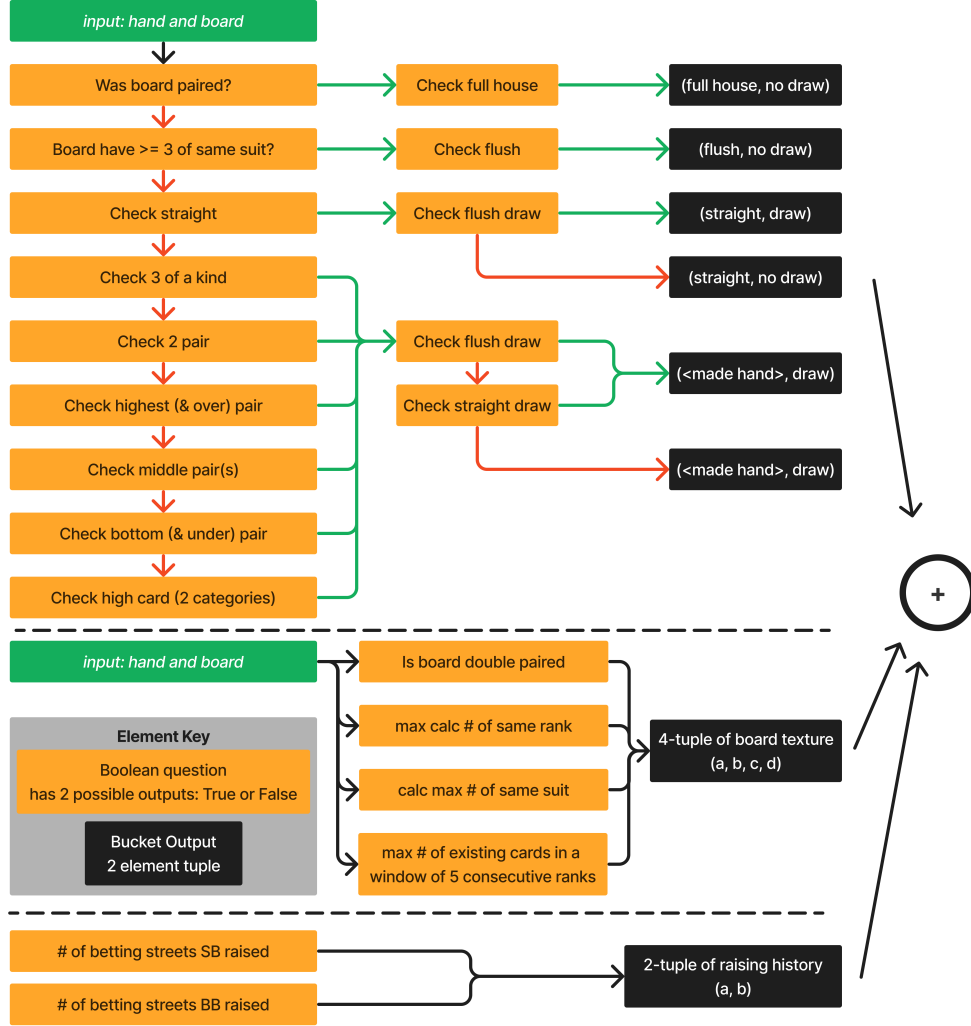 input: hand and board
Was board paired?
Check full house
(full house, no draw)
Board have >= 3 of same suit?
Check flush
(flush, no draw)
Check straight
Check flush draw
(straight, draw)
Check 3 of a kind
(straight, no draw)
Check 2 pair
Check flush draw
(<made hand>, draw)
Check highest (& over) pair
Check straight draw
Check middle pair(s)
(<made hand>, draw)
Check bottom (& under) pair
Check high card (2 categories)
+
input: hand and board
Is board double paired
max calc # of same rank
calc max # of same suit
max # of existing cards in a
window of 5 consecutive ranks
4-tuple of board texture
(a, b, c, d)
Element Key
Boolean question
has 2 possible outputs: True or False
Bucket Output
2 element tuple
# of betting streets SB raised
# of betting streets BB raised
2-tuple of raising history
(a, b)